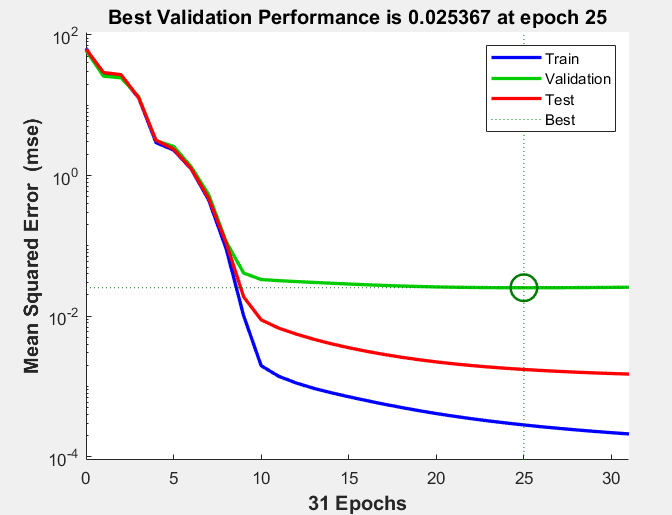 Best Validation Performance is 0.025367 at epoch 25
Mean Squared Error (mse)
10^2
10^0
10^-2
10^-4
Train
Validation
Test
Best
0 5 10 15 20 25 30
31 Epochs